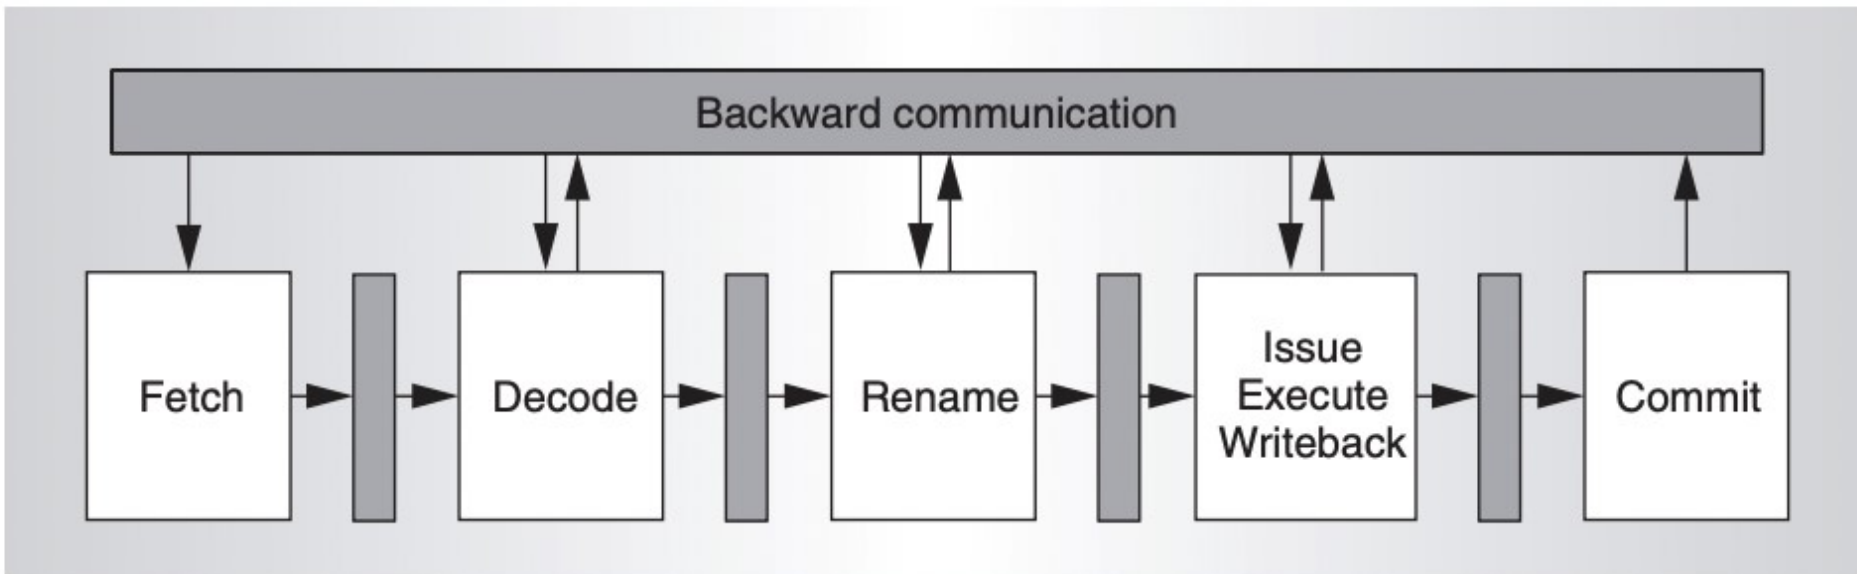 Backward communication
Fetch
Decode
Rename
Issue
Execute
Writeback
Commit